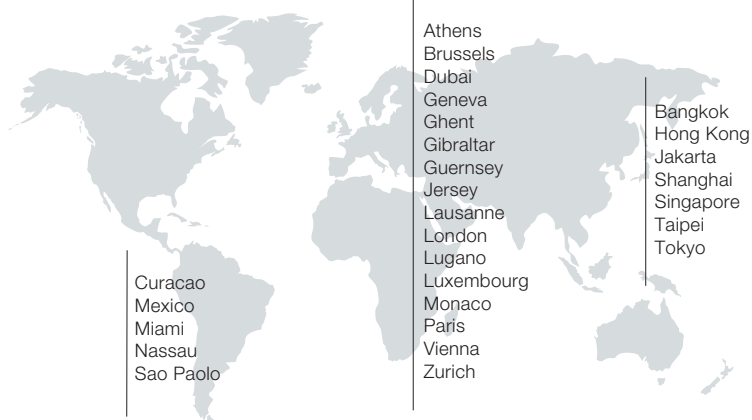 Athens
Brussels
Dubai
Geneva
Ghent
Gibraltar
Guernsey
Jersey
Lausanne
London
Lugano
Luxembourg
Monaco
Paris
Vienna
Zurich
Bangkok
Hong Kong
Jakarta
Shanghai
Singapore
Taipei
Tokyo
Curacao
Mexico
Miami
Nassau
Sao Paolo